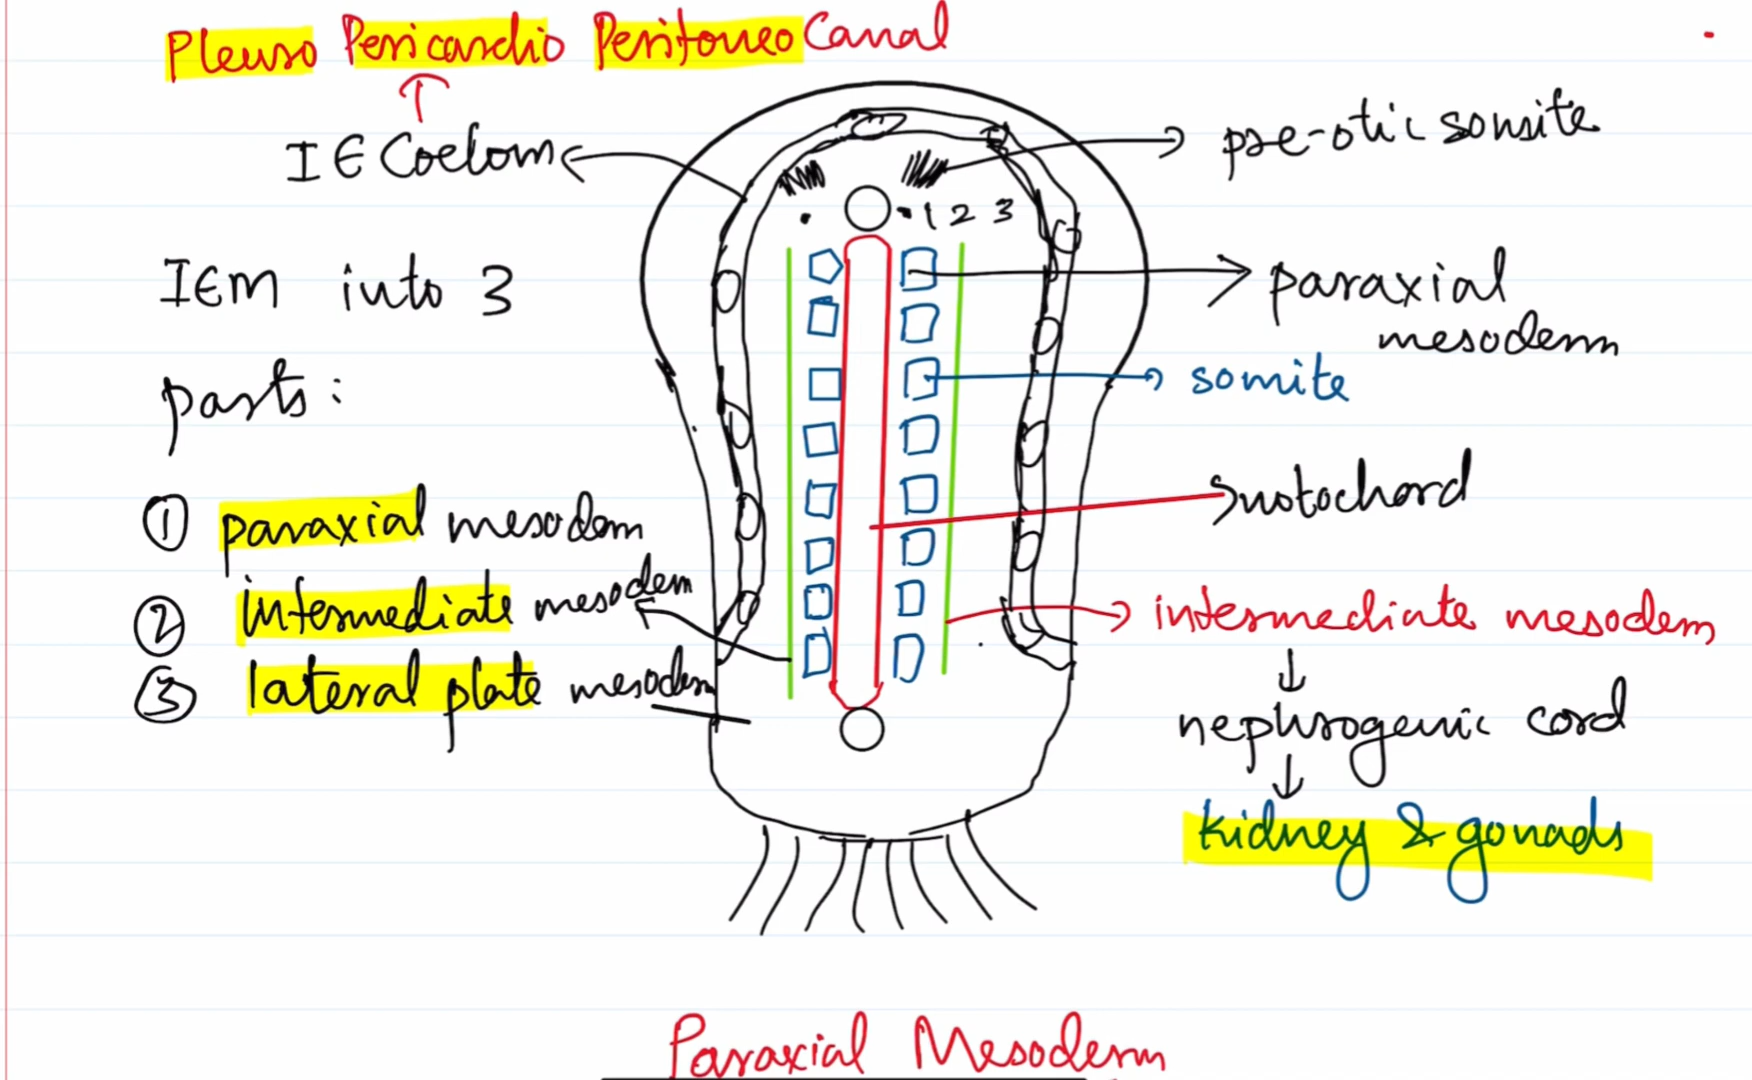 Pleuro Pericardio Peritoneo Canal
IE Coelom
pre-otic somite
1 2 3
IEM into 3
parts:
paraxial
mesoderm
somite
① paraxial mesoderm
notochord
② intermediate mesoderm
intermediate mesoderm
③ lateral plate mesoderm
nephrogenic cord
kidney & gonads
Paraxial Mesoderm